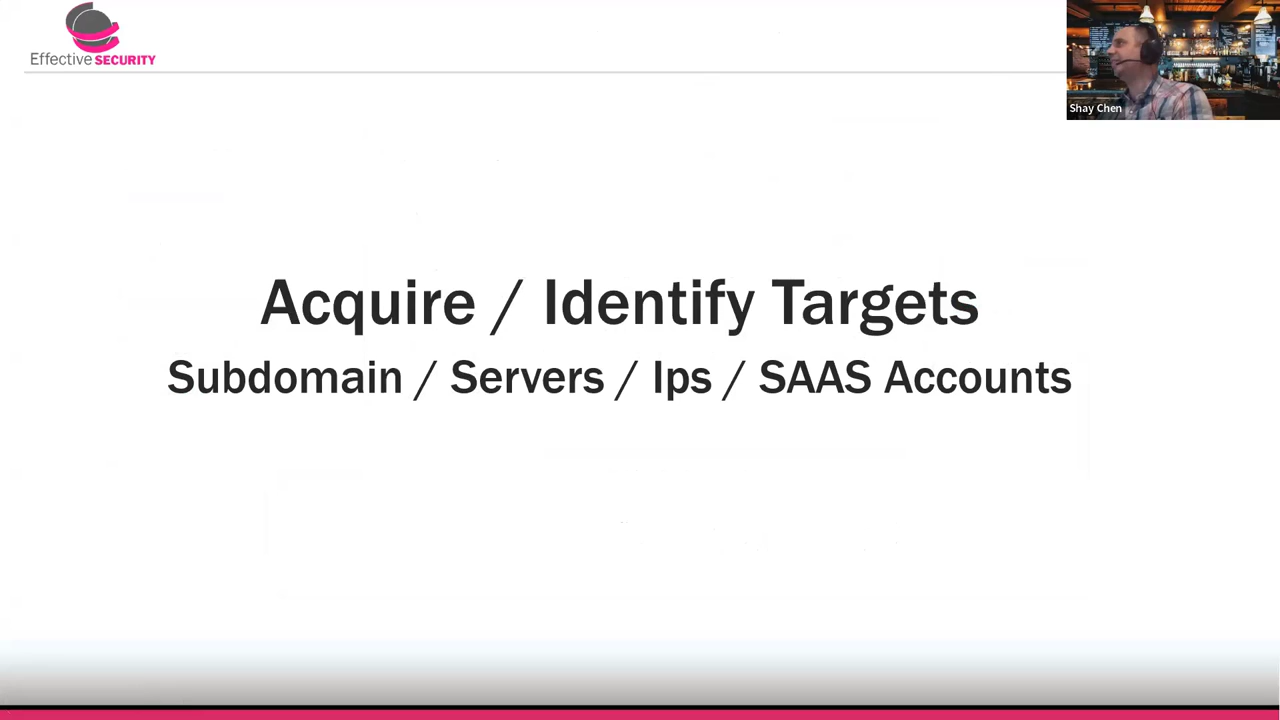 Effective SECURITY
Shay Chen
Acquire / Identify Targets
Subdomain / Servers / Ips / SAAS Accounts